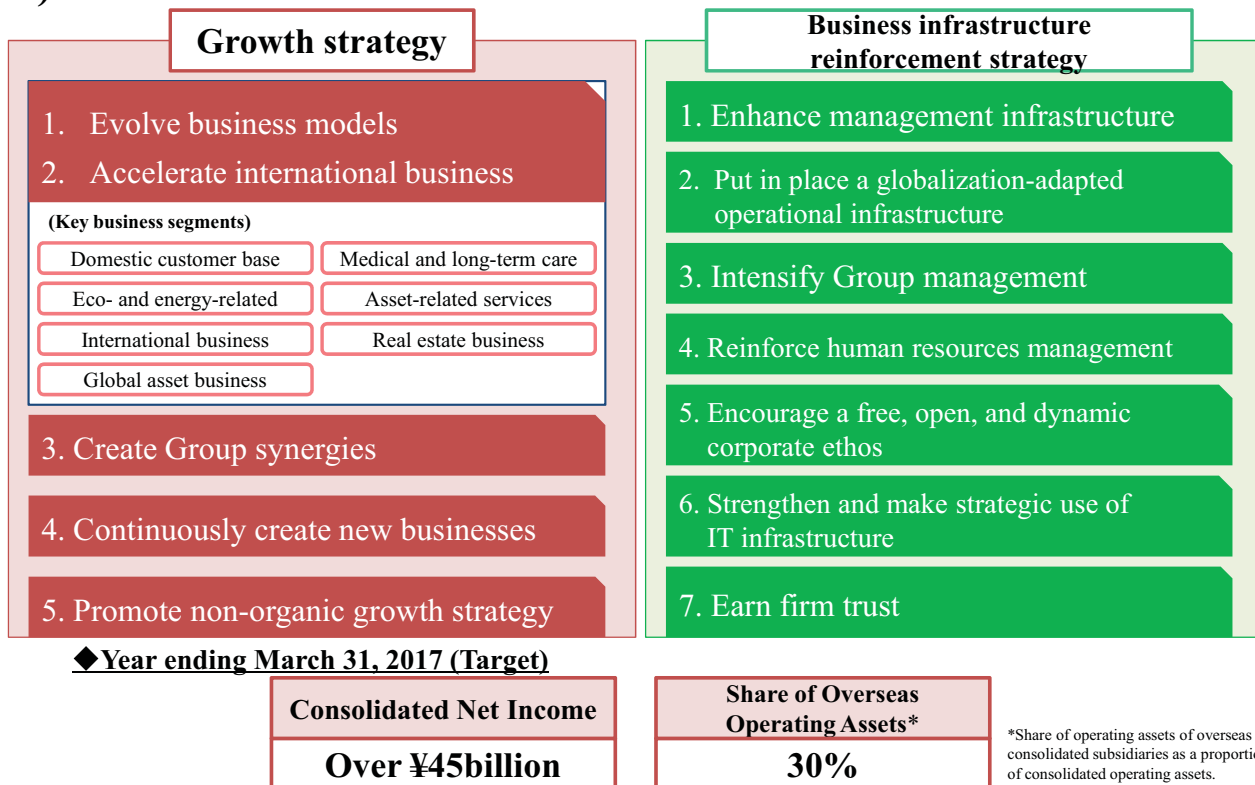 )
Growth strategy
1. Evolve business models
2. Accelerate international business
(Key business segments)
Domestic customer base
Medical and long-term care
Eco- and energy-related
Asset-related services
International business
Real estate business
Global asset business
3. Create Group synergies
4. Continuously create new businesses
5. Promote non-organic growth strategy
Business infrastructure
reinforcement strategy
1. Enhance management infrastructure
2. Put in place a globalization-adapted
operational infrastructure
3. Intensify Group management
4. Reinforce human resources management
5. Encourage a free, open, and dynamic
corporate ethos
6. Strengthen and make strategic use of
IT infrastructure
7. Earn firm trust
◆Year ending March 31, 2017 (Target)
Consolidated Net Income
Over ¥45billion
Share of Overseas
Operating Assets*
30%
*Share of operating assets of overseas
consolidated subsidiaries as a
of consolidated operating assets.